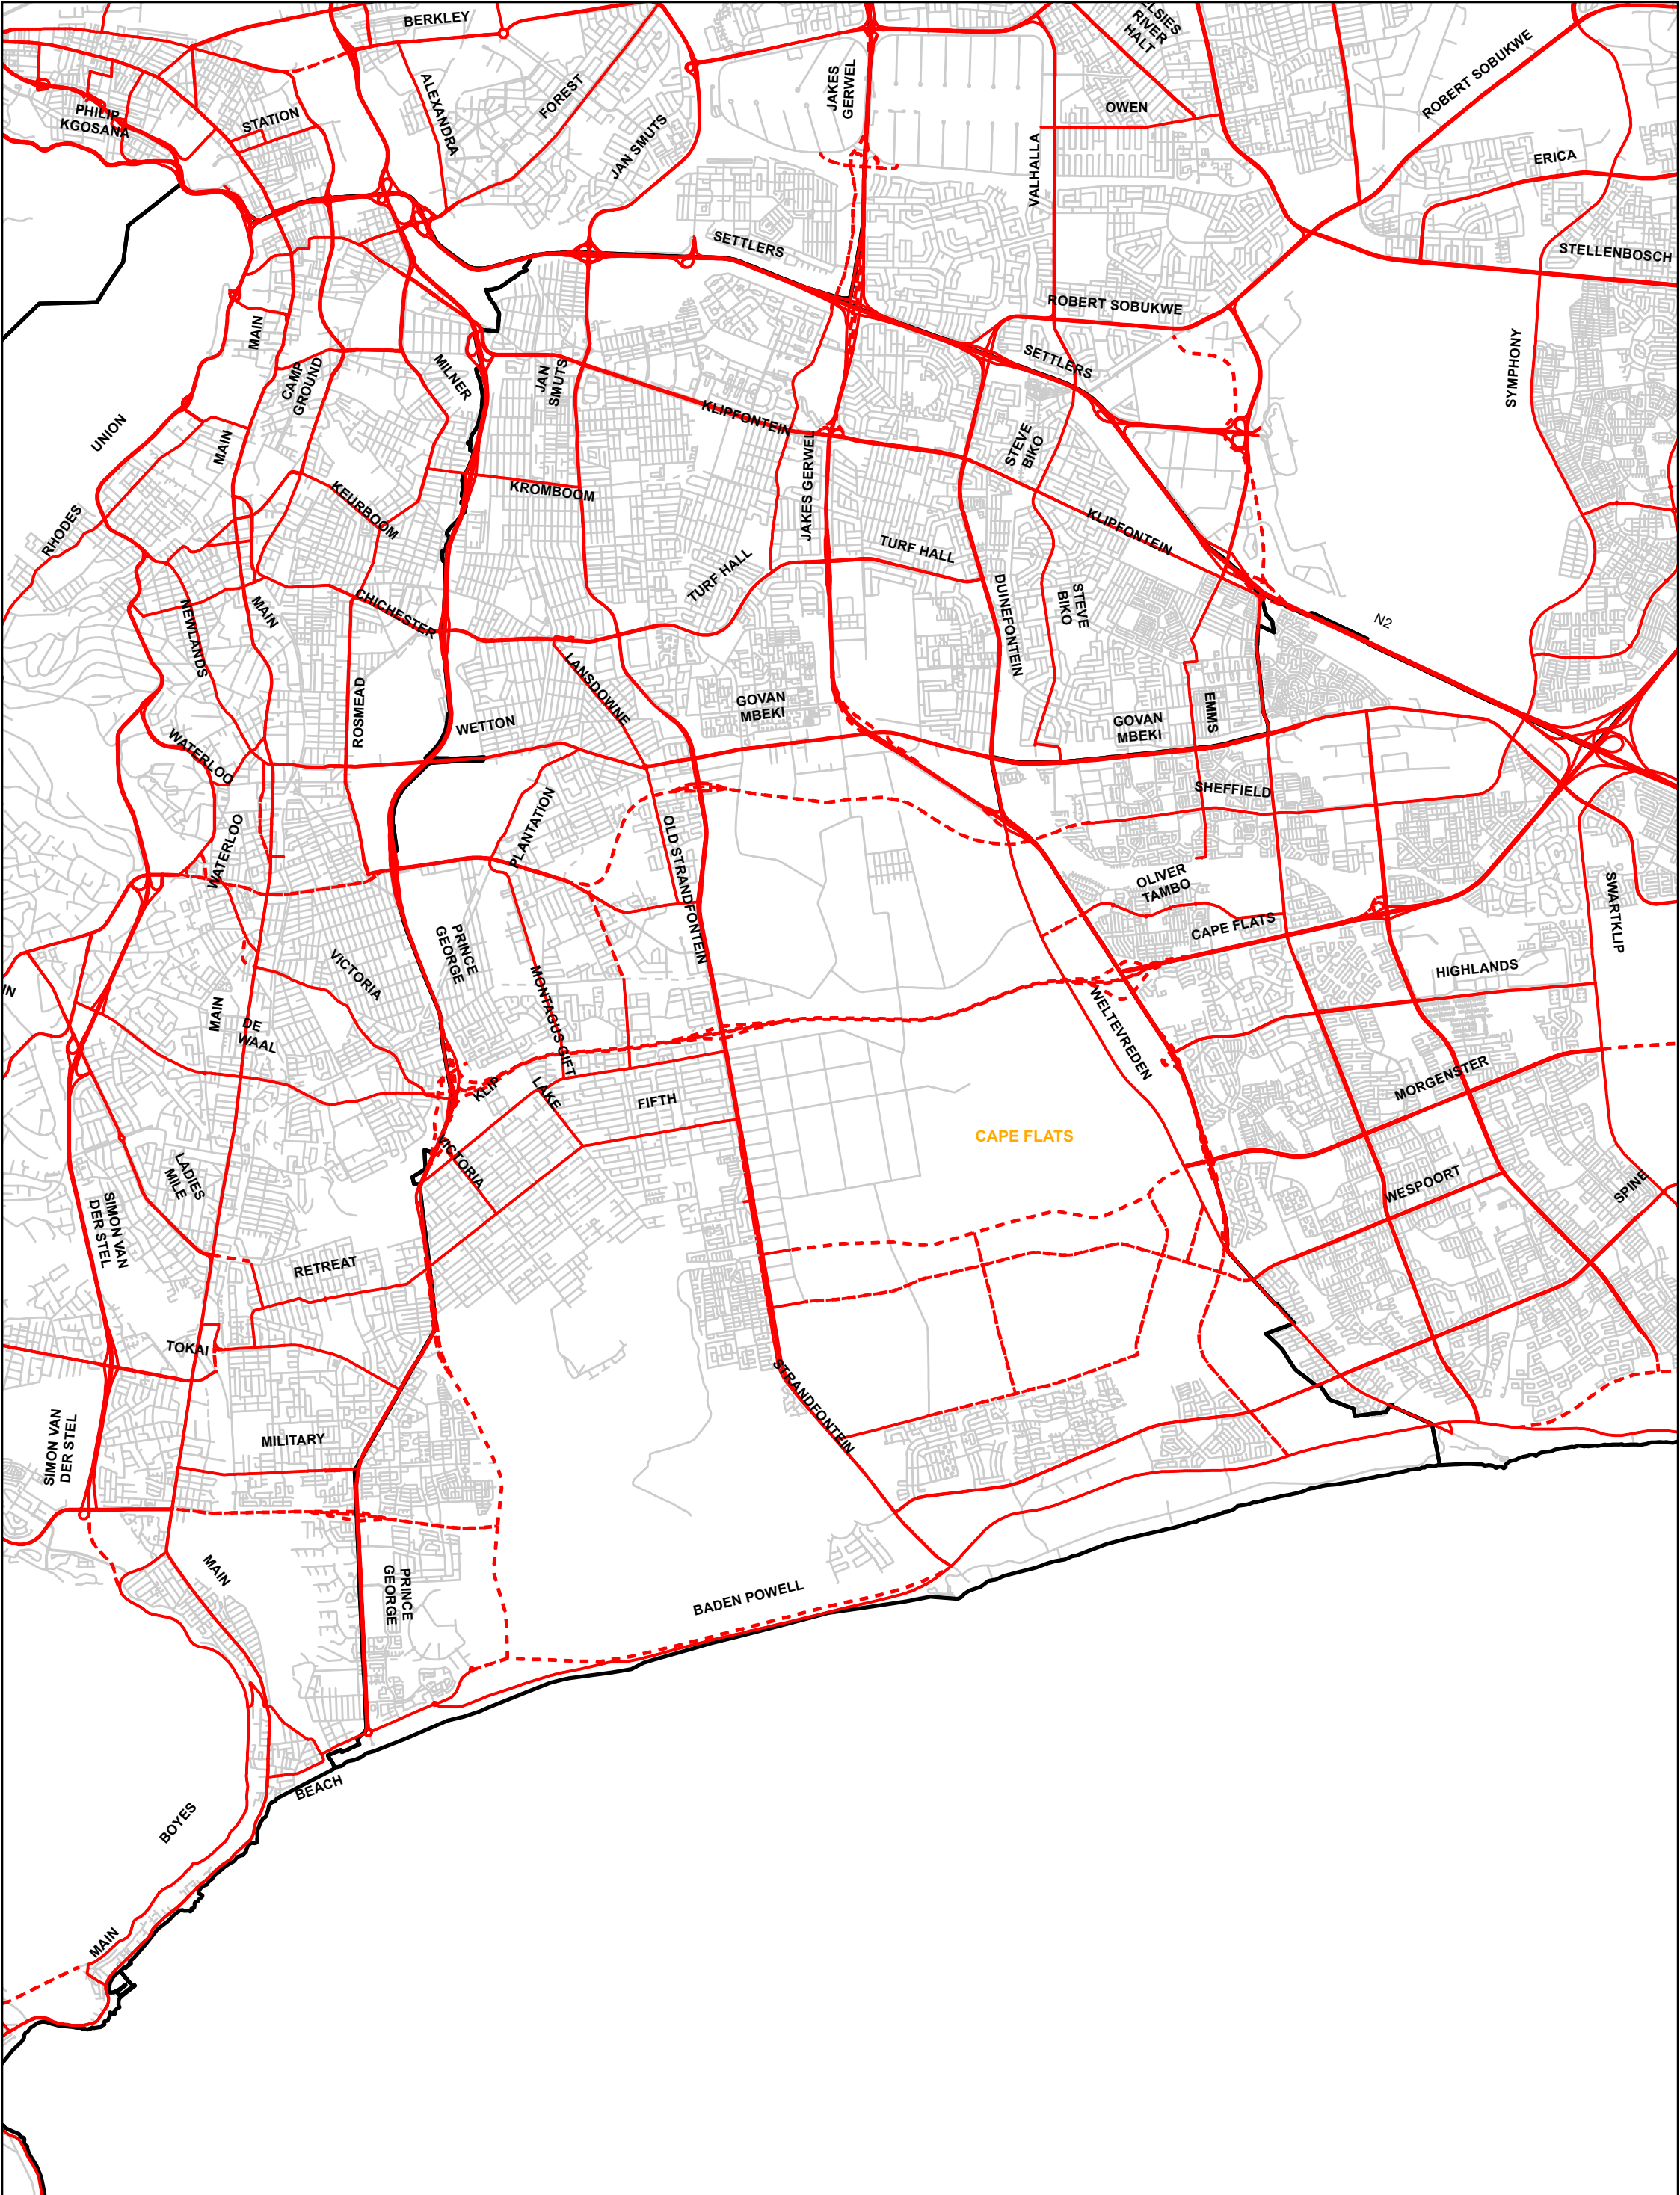 BERKLEY
ELSIES
RIVER
HALT
ROBERT SOBUKWE
PHILIP
KGOSANA
STATION
ALEXANDRA
FOREST
JAKES
GERWEL
OWEN
JAN SMUTS
VALHALLA
ERICA
SETTLERS
STELLENBOSCH
ROBERT SOBUKWE
MAIN
CAMP
GROUND
MILNER
JAN
SMUTS
SETTLERS
SYMPHONY
UNION
MAIN
KLIPFONTEIN
STEVE
BIKO
JAKES GERWEL
KEURBOOM
KROMBOOM
RHODES
KLIPFONTEIN
TURF HALL
TURF HALL
NEWLANDS
MAIN
CHICHESTER
DUINEFONTEIN
STEVE
BIKO
N2
LANSDOWNE
ROSMEAD
WETTON
GOVAN
MBEKI
GOVAN
MBEKI
EMMS
WATERLOO
SHEFFIELD
PLANTATION
WATERLOO
OLD STRANDFONTEIN
OLIVER
TAMBO
SWARTKLIP
CAPE FLATS
VICTORIA
PRINCE
GEORGE
MONTAGUS GIFT
HIGHLANDS
MAIN
DE
WAAL
WELTEVREDEN
KLIP
LAKE
FIFTH
MORGENSTER
CAPE FLATS
VICTORIA
LADIES
MILE
WESPOORT
SPINE
SIMON VAN
DER STEL
RETREAT
TOKAI
STRANDFONTEIN
SIMON VAN
DER STEL
MILITARY
MAIN
PRINCE
GEORGE
BADEN POWELL
BEACH
BOYES
MAIN